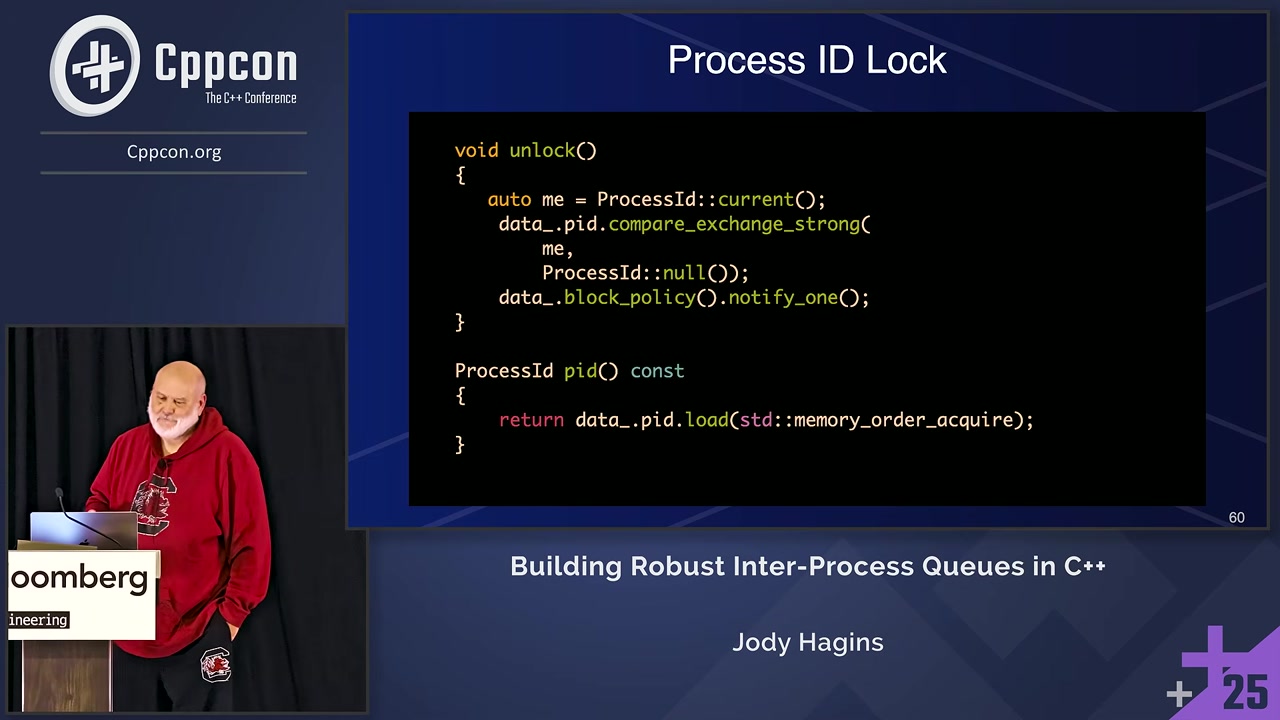 Cppcon
The C++ Conference
Cppcon.org
Process ID Lock
void unlock()
{
   auto me = ProcessId::current();
    data_.pid.compare_exchange_strong(
        me,
        ProcessId::null());
    data_.block_policy().notify_one();
}
ProcessId pid() const
{
    return data_.pid.load(std::memory_order_acquire);
}
60
oomberg
ineering
Building Robust Inter-Process Queues in C++
Jody Hagins
25